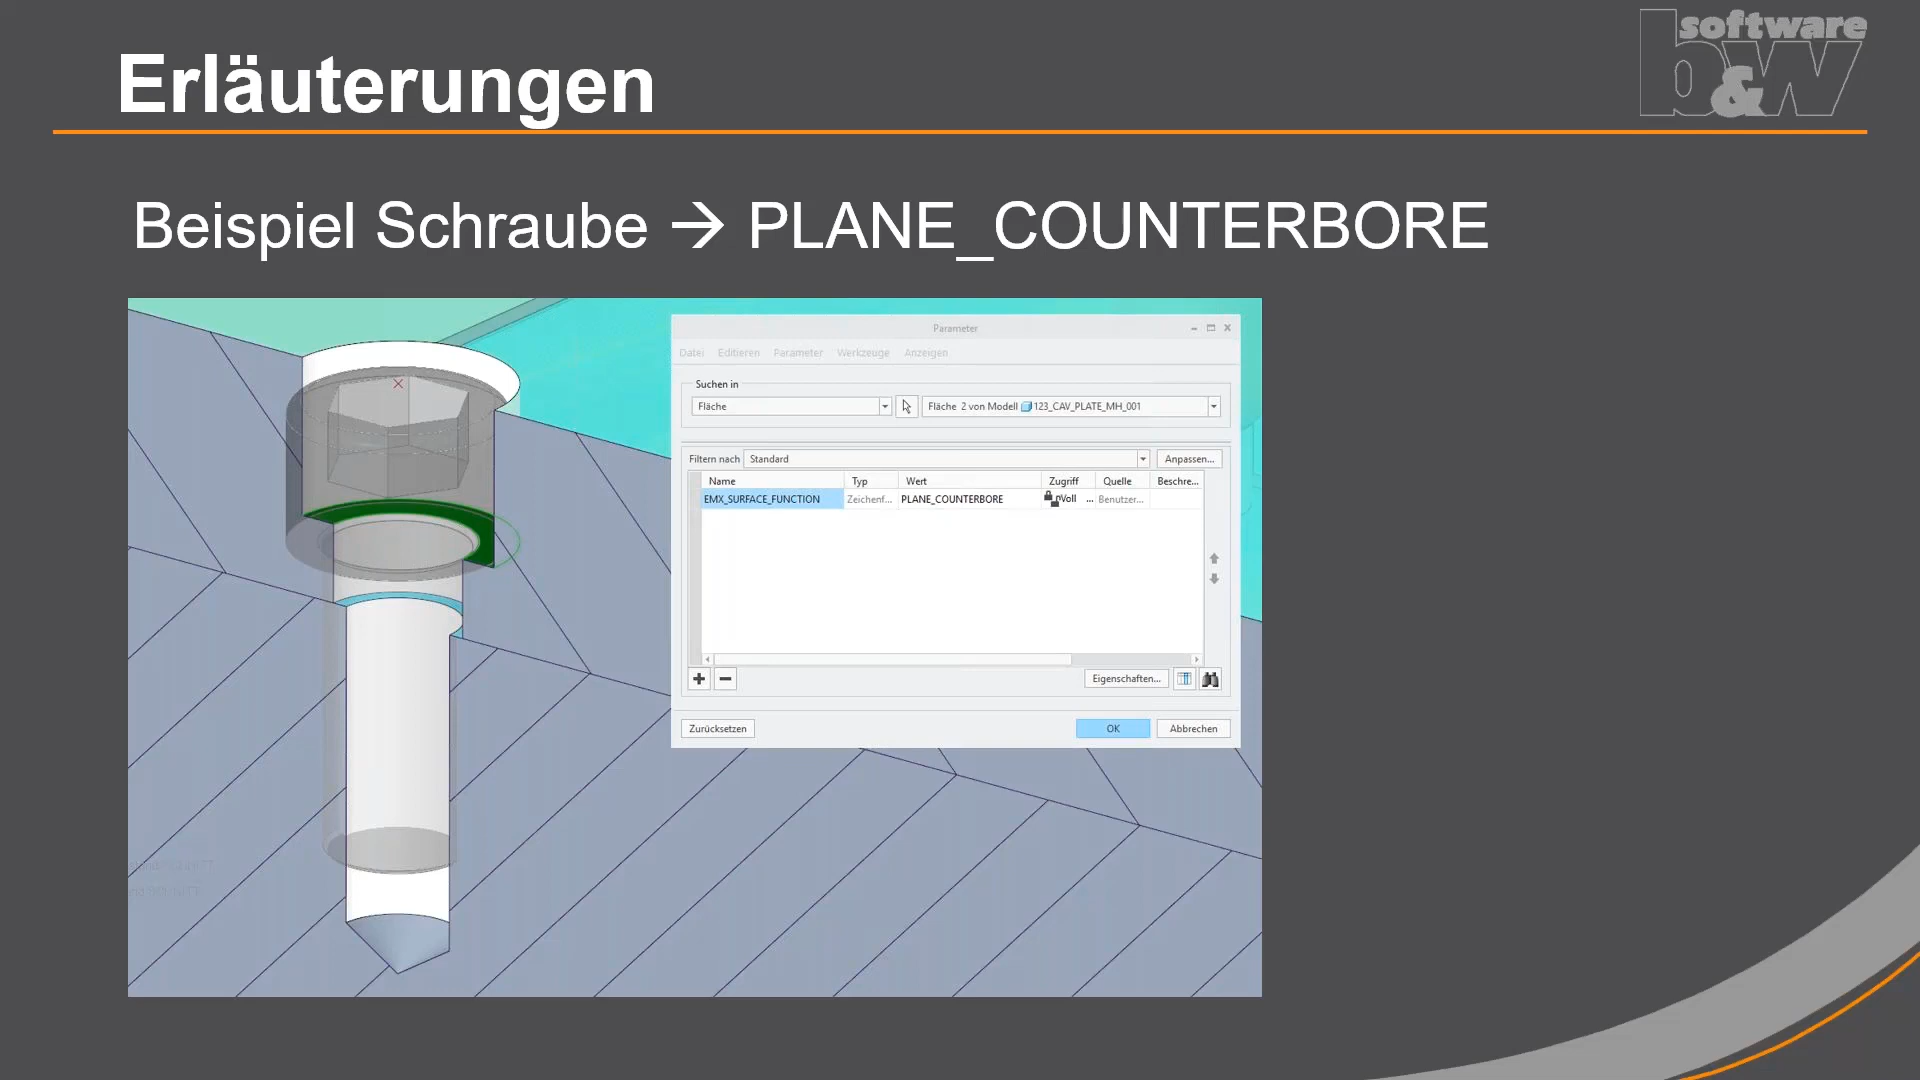 software
b&w
Erläuterungen
Beispiel Schraube → PLANE_COUNTERBORE
Parameter
Datei Editieren Parameter Werkzeuge Anzeigen
Suchen in
Fläche
Fläche 2 von Modell 123_CAV_PLATE_MH_001
Filtern nach Standard Anpassen...
Name Typ Wert Zugriff Quelle Beschre...
EMX_SURFACE_FUNCTION Zeichenf... PLANE_COUNTERBORE Voll ... Benutzer...
Eigenschaften...
Zurücksetzen OK Abbrechen